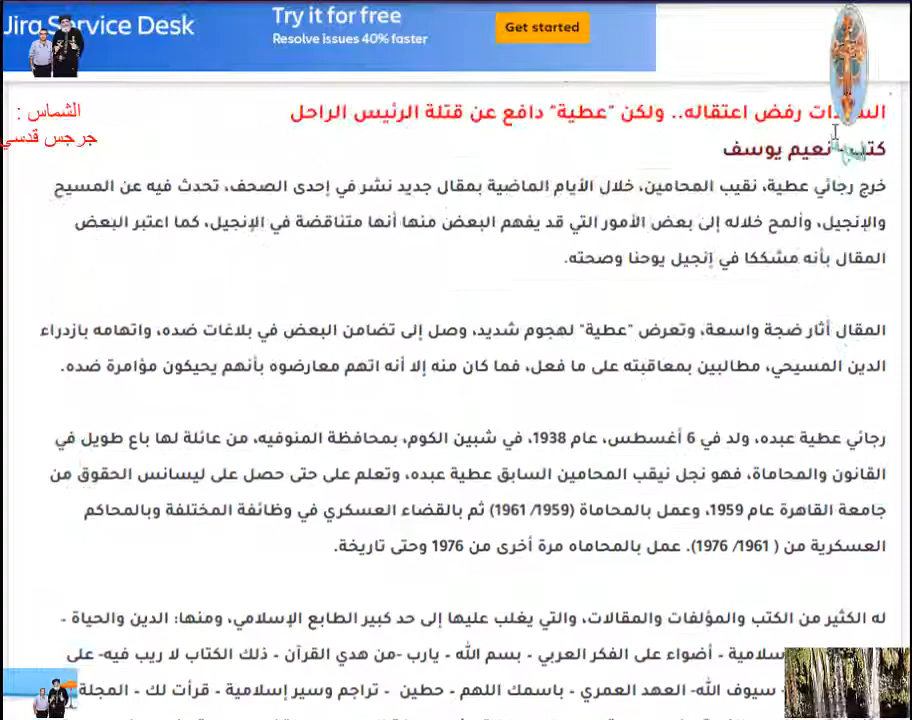 Jira Service Desk
Try it for free
Resolve issues 40% faster
Get started
الشماس :
جرجس قدسي
رفض اعتقاله.. ولكن "عطية" دافع عن قتلة الرئيس الراحل
نعيم يوسف
خرج رجائي عطية، نقيب المحامين، خلال الأيام الماضية بمقال جديد نشر في إحدى الصحف، تحدث فيه عن المسيح
والإنجيل، وألمح خلاله إلى بعض الأمور التي قد يفهم البعض منها أنها متناقضة في الإنجيل، كما اعتبر البعض
المقال بأنه مشككا في إنجيل يوحنا وصحته.
المقال أثار ضجة واسعة، وتعرض "عطية" لهجوم شديد، وصل إلى تضامن البعض في بلاغات ضده، واتهامه بازدراء
الدين المسيحي، مطالبين بمعاقبته على ما فعل، فما كان منه إلا أنه اتهم معارضوه بأنهم يحيكون مؤامرة ضده.
رجائي عطية عبده، ولد في 6 أغسطس، عام 1938، في شبين الكوم، بمحافظة المنوفيه، من عائلة لها باع طويل في
القانون والمحاماة، فهو نجل نيقب المحامين السابق عطية عبده، وتعلم على حتى حصل على ليسانس الحقوق من
جامعة القاهرة عام 1959، وعمل بالمحاماة (1959/ 1961) ثم بالقضاء العسكري في وظائفة المختلفة وبالمحاكم
العسكرية من ( 1961/ 1976). عمل بالمحاماه مرة أخرى من 1976 وحتى تاريخة.
له الكثير من الكتب والمؤلفات والمقالات، والتي يغلب عليها إلى حد كبير الطابع الإسلامي، ومنها: الدين والحياة –
– أضواء على الفكر العربي – بسم الله – يارب -من هدي القرآن – ذلك الكتاب لا ريب فيه- على
سيوف الله- العهد العمري – باسمك اللهم – حطين – تراجم وسير إسلامية – قرأت لك – المجلة